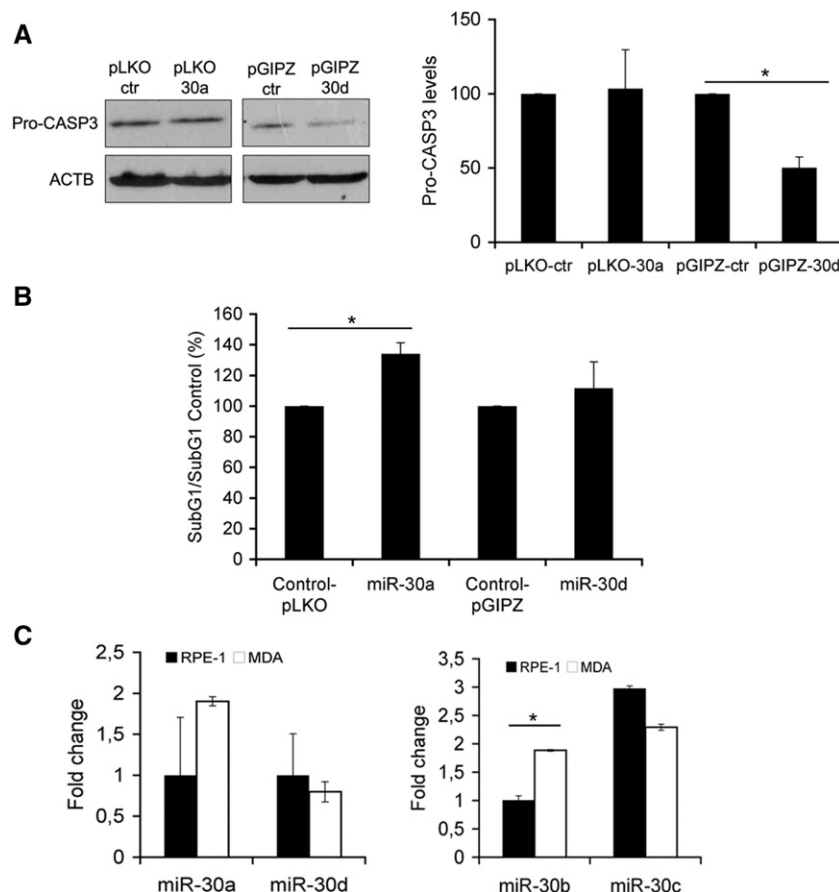 A
pLKO ctr
pLKO 30a
pGIPZ ctr
pGIPZ 30d
Pro-CASP3
ACTB
Pro-CASP3 levels
150
100
50
0
*
pLKO-ctr pLKO-30a pGIPZ-ctr pGIPZ-30d
B
SubG1/SubG1 Control (%)
160
140
120
100
80
60
40
20
0
*
Control-pLKO
miR-30a
Control-pGIPZ
miR-30d
C
Fold change
2,5
2
1,5
1
0,5
0
RPE-1 MDA
miR-30a miR-30d
Fold change
3,5
3
2,5
2
1,5
1
0,5
0
RPE-1 MDA
*
miR-30b miR-30c